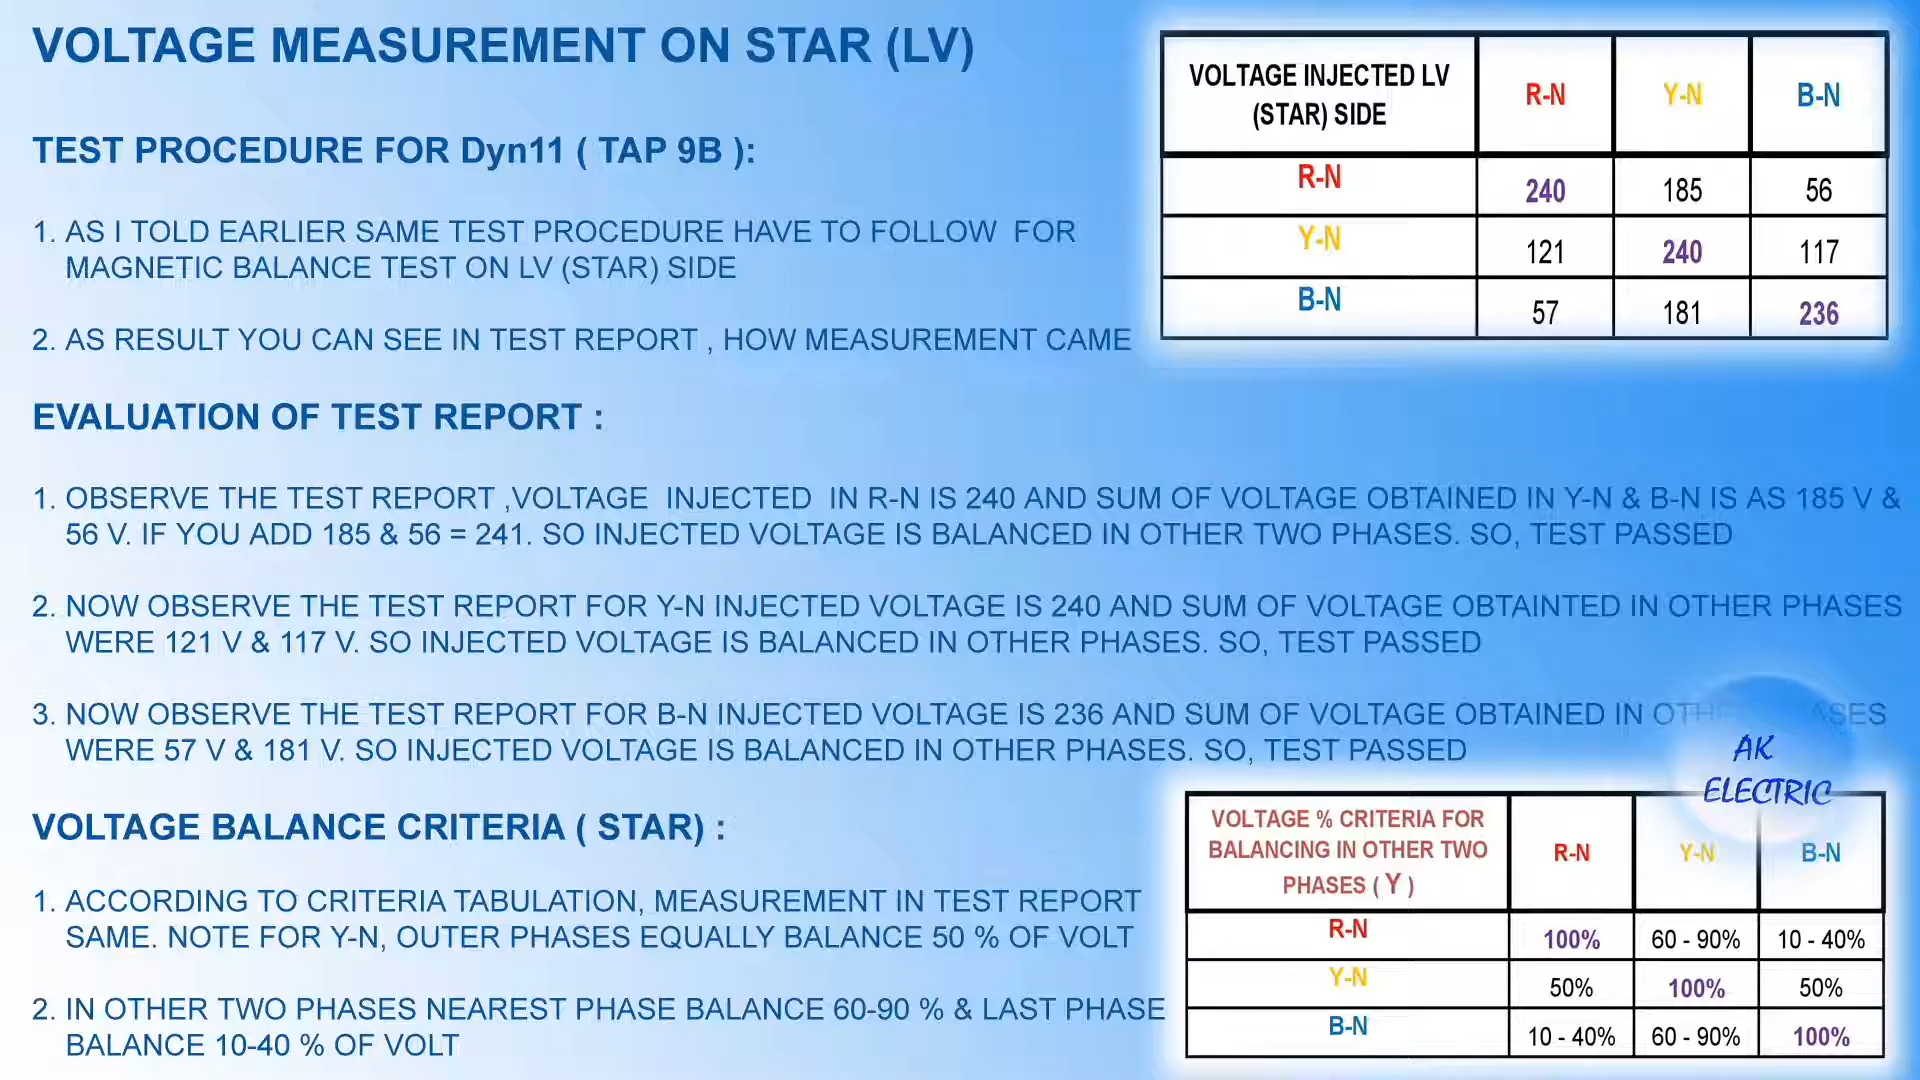 VOLTAGE MEASUREMENT ON STAR (LV)
TEST PROCEDURE FOR Dyn11 ( TAP 9B ):
1. AS I TOLD EARLIER SAME TEST PROCEDURE HAVE TO FOLLOW FOR
MAGNETIC BALANCE TEST ON LV (STAR) SIDE
2. AS RESULT YOU CAN SEE IN TEST REPORT , HOW MEASUREMENT CAME
VOLTAGE INJECTED LV
(STAR) SIDE
R-N Y-N B-N
R-N 240 185 56
Y-N 121 240 117
B-N 57 181 236
EVALUATION OF TEST REPORT :
1. OBSERVE THE TEST REPORT ,VOLTAGE INJECTED IN R-N IS 240 AND SUM OF VOLTAGE OBTAINED IN Y-N & B-N IS AS 185 V &
56 V. IF YOU ADD 185 & 56 = 241. SO INJECTED VOLTAGE IS BALANCED IN OTHER TWO PHASES. SO, TEST PASSED
2. NOW OBSERVE THE TEST REPORT FOR Y-N INJECTED VOLTAGE IS 240 AND SUM OF VOLTAGE OBTAINTED IN OTHER PHASES
WERE 121 V & 117 V. SO INJECTED VOLTAGE IS BALANCED IN OTHER PHASES. SO, TEST PASSED
3. NOW OBSERVE THE TEST REPORT FOR B-N INJECTED VOLTAGE IS 236 AND SUM OF VOLTAGE OBTAINED IN
WERE 57 V & 181 V. SO INJECTED VOLTAGE IS BALANCED IN OTHER PHASES. SO, TEST PASSED
AK
ELECTRIC
VOLTAGE BALANCE CRITERIA ( STAR) :
1. ACCORDING TO CRITERIA TABULATION, MEASUREMENT IN TEST REPORT
SAME. NOTE FOR Y-N, OUTER PHASES EQUALLY BALANCE 50 % OF VOLT
2. IN OTHER TWO PHASES NEAREST PHASE BALANCE 60-90 % & LAST PHASE
BALANCE 10-40 % OF VOLT
VOLTAGE % CRITERIA FOR
BALANCING IN OTHER TWO
PHASES ( Y )
R-N Y-N B-N
R-N 100% 60 - 90% 10 - 40%
Y-N 50% 100% 50%
B-N 10 - 40% 60 - 90% 100%